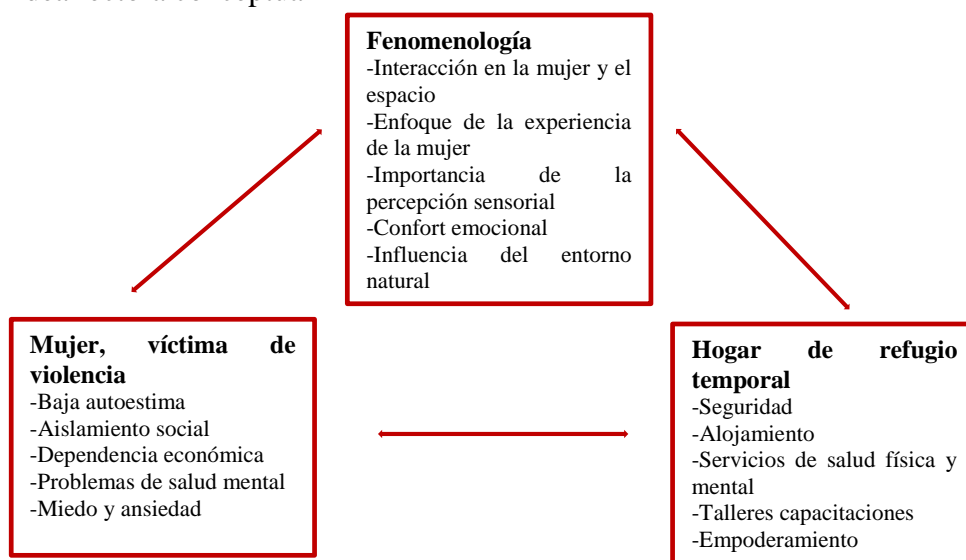 Fenomenología
-Interacción en la mujer y el
espacio
-Enfoque de la experiencia
de la mujer
-Importancia de la
percepción sensorial
-Confort emocional
-Influencia del entorno
natural
Mujer, víctima de
violencia
-Baja autoestima
-Aislamiento social
-Dependencia económica
-Problemas de salud mental
-Miedo y ansiedad
Hogar de refugio
temporal
-Seguridad
-Alojamiento
-Servicios de salud física y
mental
-Talleres capacitaciones
-Empoderamiento